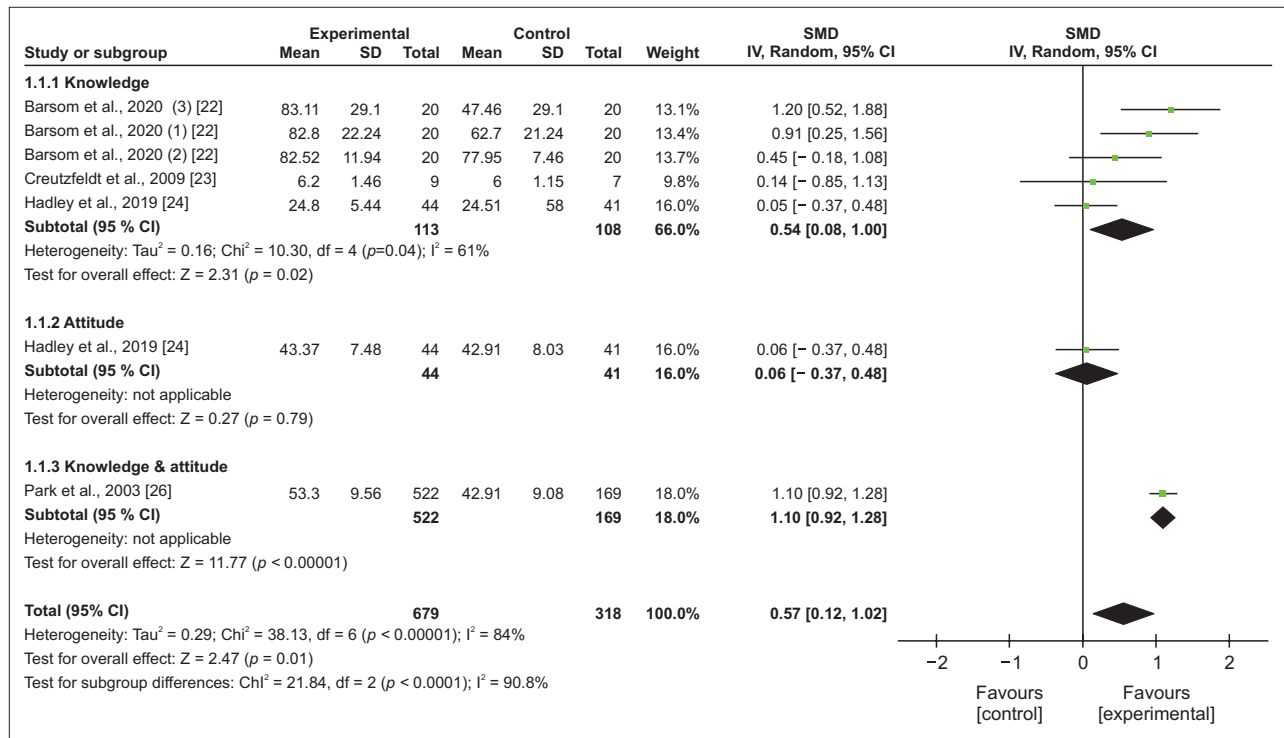 Experimental Control SMD SMD
Study or subgroup Mean SD Total Mean SD Total Weight IV, Random, 95% CI IV, Random, 95% CI
1.1.1 Knowledge
Barsom et al., 2020 (3) [22] 83.11 29.1 20 47.46 29.1 20 13.1% 1.20 [0.52, 1.88]
Barsom et al., 2020 (1) [22] 82.8 22.24 20 62.7 21.24 20 13.4% 0.91 [0.25, 1.56]
Barsom et al., 2020 (2) [22] 82.52 11.94 20 77.95 7.46 20 13.7% 0.45 [− 0.18, 1.08]
Creutzfeldt et al., 2009 [23] 6.2 1.46 9 6 1.15 7 9.8% 0.14 [− 0.85, 1.13]
Hadley et al., 2019 [24] 24.8 5.44 44 24.51 58 41 16.0% 0.05 [− 0.37, 0.48]
Subtotal (95 % CI) 113 108 66.0% 0.54 [0.08, 1.00]
Heterogeneity: Tau² = 0.16; Chi² = 10.30, df = 4 (p=0.04); I² = 61%
Test for overall effect: Z = 2.31 (p = 0.02)
1.1.2 Attitude
Hadley et al., 2019 [24] 43.37 7.48 44 42.91 8.03 41 16.0% 0.06 [− 0.37, 0.48]
Subtotal (95 % CI) 44 41 16.0% 0.06 [− 0.37, 0.48]
Heterogeneity: not applicable
Test for overall effect: Z = 0.27 (p = 0.79)
1.1.3 Knowledge & attitude
Park et al., 2003 [26] 53.3 9.56 522 42.91 9.08 169 18.0% 1.10 [0.92, 1.28]
Subtotal (95 % CI) 522 169 18.0% 1.10 [0.92, 1.28]
Heterogeneity: not applicable
Test for overall effect: Z = 11.77 (p < 0.00001)
Total (95% CI) 679 318 100.0% 0.57 [0.12, 1.02]
Heterogeneity: Tau² = 0.29; Chi² = 38.13, df = 6 (p < 0.00001); I² = 84%
Test for overall effect: Z = 2.47 (p = 0.01)
Test for subgroup differences: ChI² = 21.84, df = 2 (p < 0.0001); I² = 90.8%
−2 −1 0 1 2
Favours Favours
[control] [experimental]